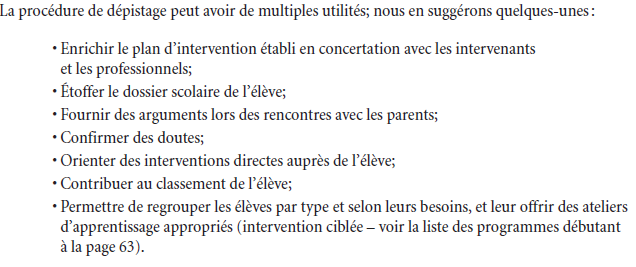 La procédure de dépistage peut avoir de multiples utilités; nous en suggérons quelques-unes :
• Enrichir le plan d’intervention établi en concertation avec les intervenants
et les professionnels;
• Étoffer le dossier scolaire de l’élève;
• Fournir des arguments lors des rencontres avec les parents;
• Confirmer des doutes;
• Orienter des interventions directes auprès de l’élève;
• Contribuer au classement de l’élève;
• Permettre de regrouper les élèves par type et selon leurs besoins, et leur offrir des ateliers
d’apprentissage appropriés (intervention ciblée – voir la liste des programmes débutant
à la page 63).